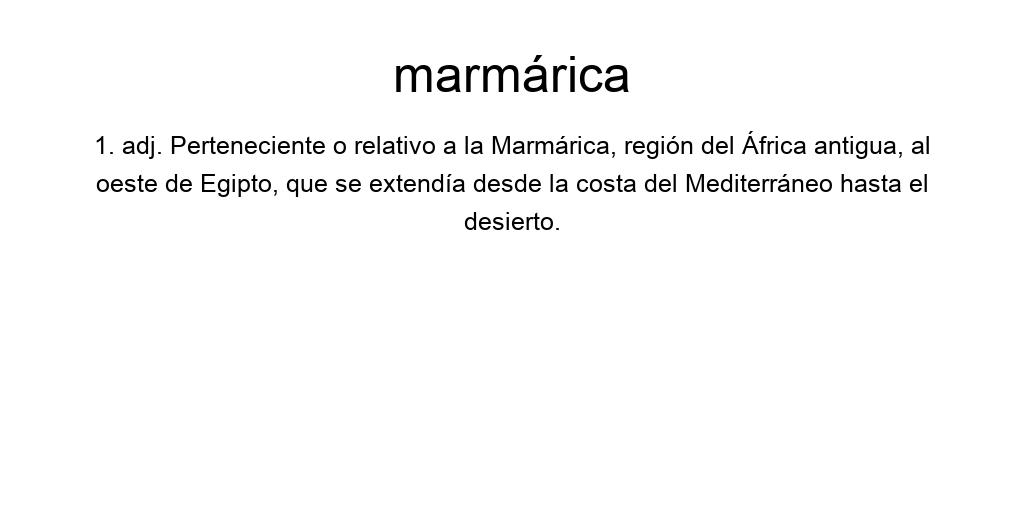 marmárica
1. adj. Perteneciente o relativo a la Marmárica, región del África antigua, al
oeste de Egipto, que se extendía desde la costa del Mediterráneo hasta el
desierto.